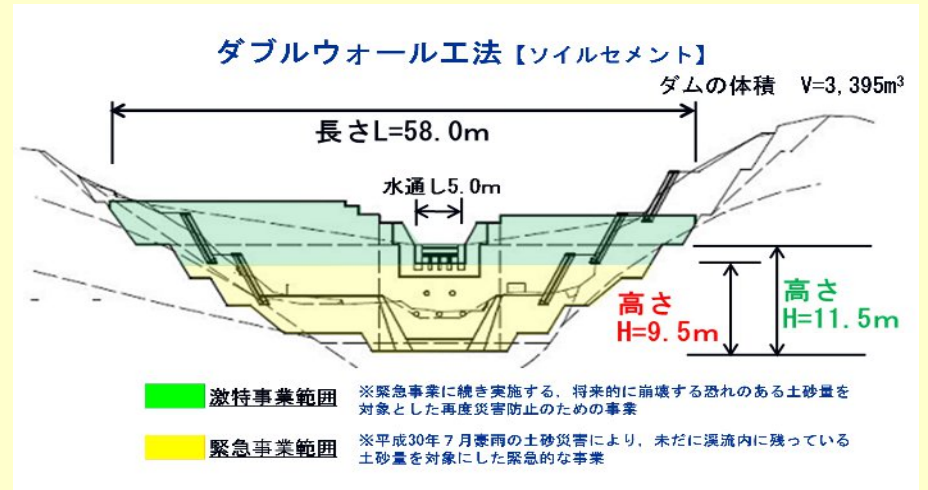 ダブルウォール工法【ソイルセメント】
ダムの体積 V=3,395m³
長さL=58.0m
水通し5.0m
高さ
H=9.5m
高さ
H=11.5m
激特事業範囲
※緊急事業に続き実施する、将来的に崩壊する恐れのある土砂量を
対象とした再度災害防止のための事業
緊急事業範囲
※平成30年7月豪雨の土砂災害により、未だに渓流内に残っている
土砂量を対象にした緊急的な事業